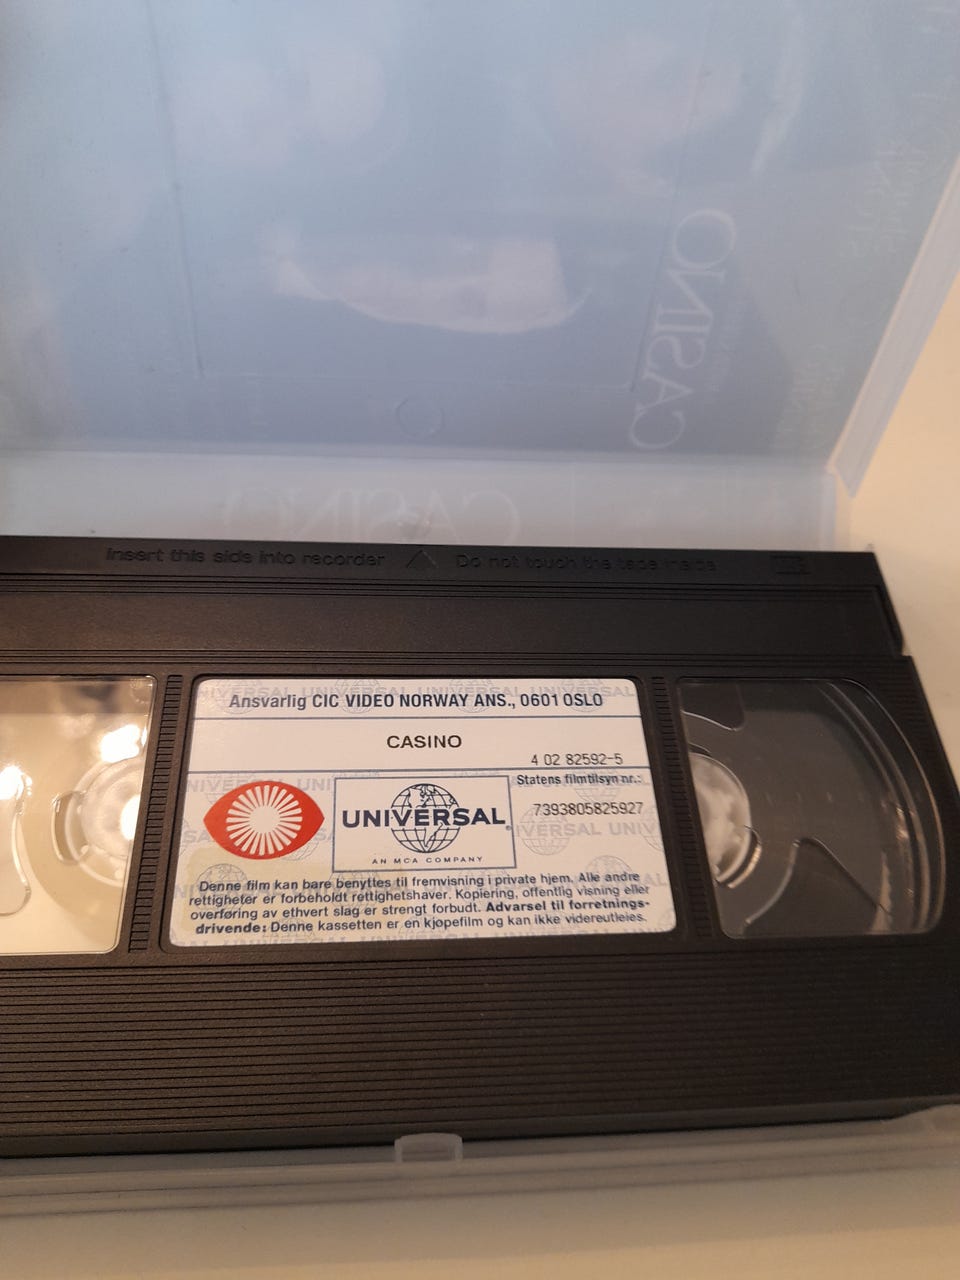 CASINO
CASINO
Insert this side into recorder Do not touch the tape inside
VHS
Ansvarlig CIC VIDEO NORWAY ANS., 0601 OSLO
CASINO
4 02 82592-5
Statens filmtilsyn nr.:
7393805825927
UNIVERSAL
AN MCA COMPANY
Denne film kan bare benyttes til fremvisning i private hjem. Alle andre
rettigheter er forbeholdt rettighetshaver. Kopiering, offentlig visning eller
overføring av ethvert slag er strengt forbudt. Advarsel til forretnings-
drivende: Denne kassetten er en kjøpefilm og kan ikke videreutleies.